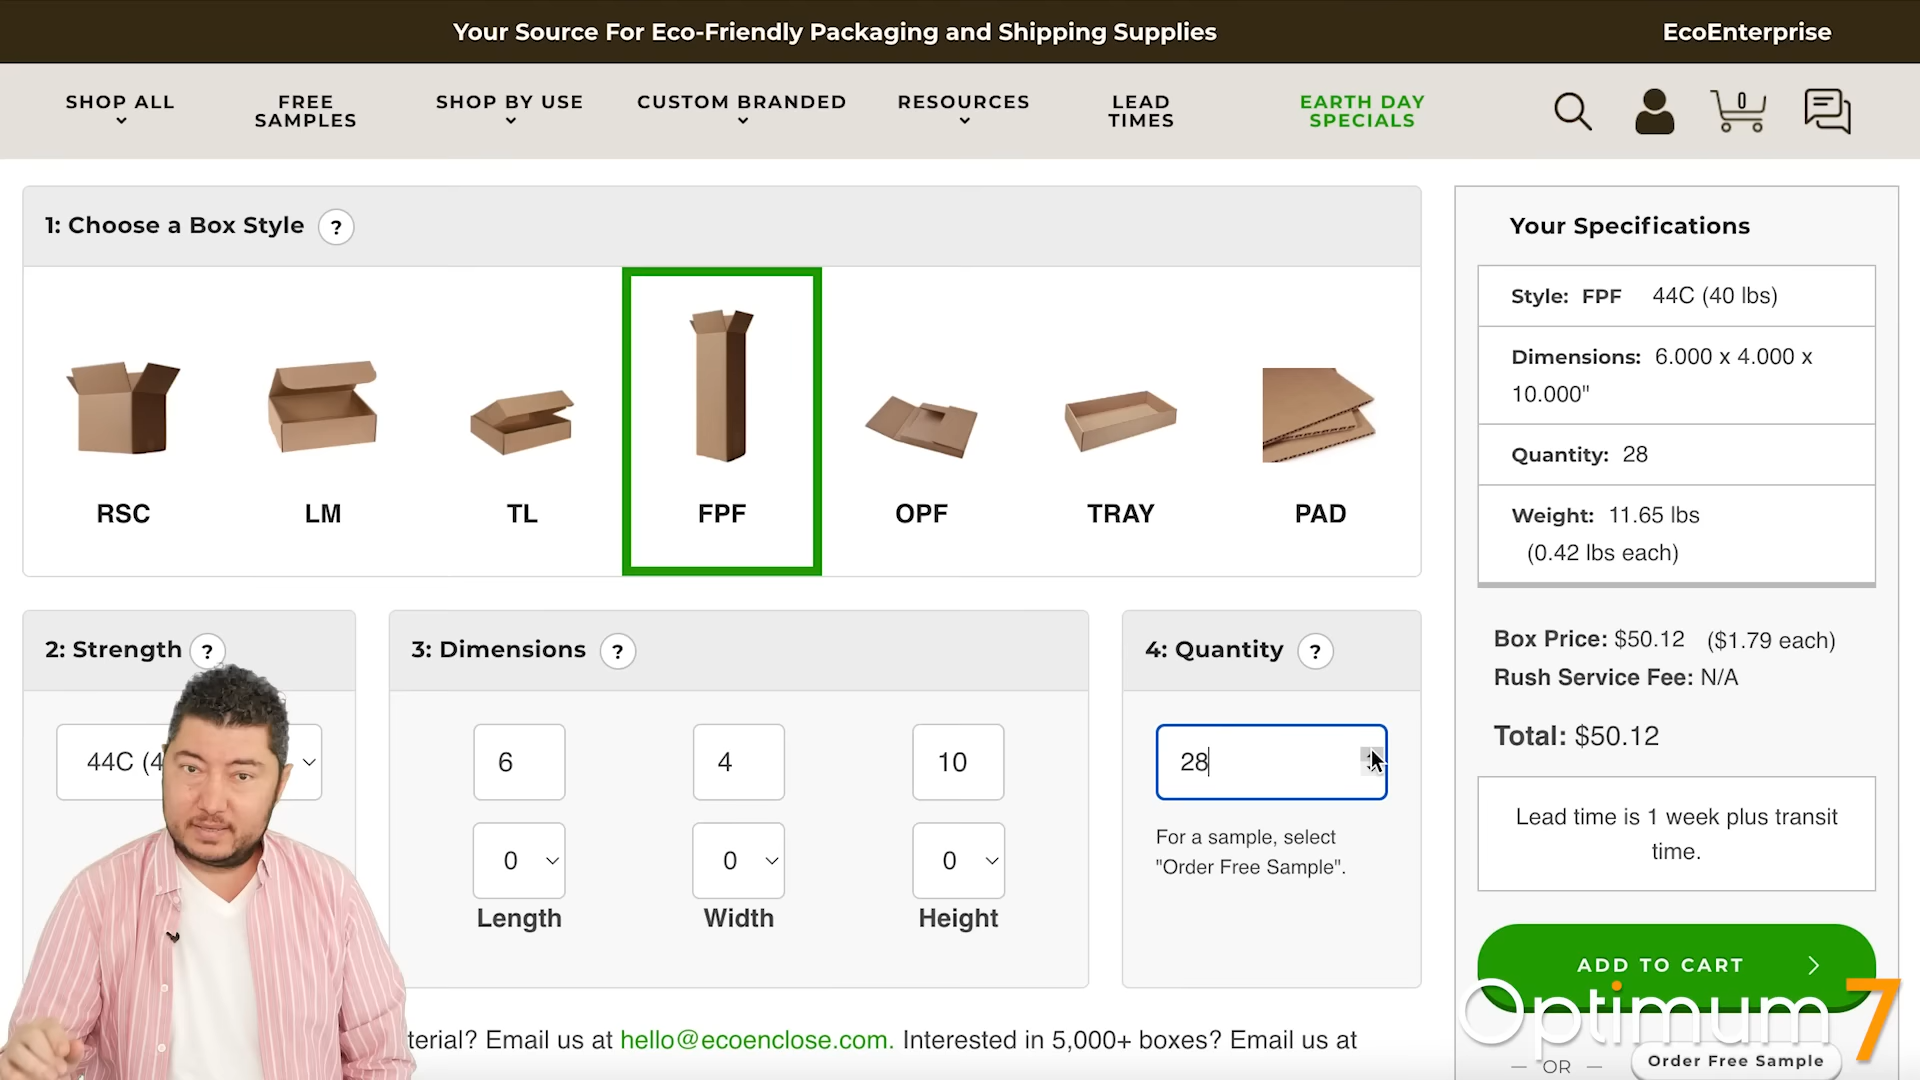 Your Source For Eco-Friendly Packaging and Shipping Supplies
EcoEnterprise
SHOP ALL
FREE
SAMPLES
SHOP BY USE
CUSTOM BRANDED
RESOURCES
LEAD
TIMES
EARTH DAY
SPECIALS
0
1: Choose a Box Style ?
RSC
LM
TL
FPF
OPF
TRAY
PAD
2: Strength ?
44C (4
3: Dimensions ?
6
4
10
0
0
0
Length
Width
Height
4: Quantity ?
28
For a sample, select
"Order Free Sample".
terial? Email us at hello@ecoenclose.com. Interested in 5,000+ boxes? Email us at
Your Specifications
Style: FPF 44C (40 lbs)
Dimensions: 6.000 x 4.000 x
10.000"
Quantity: 28
Weight: 11.65 lbs
(0.42 lbs each)
Box Price: $50.12 ($1.79 each)
Rush Service Fee: N/A
Total: $50.12
Lead time is 1 week plus transit
time.
ADD TO CART
Optimum7
— OR —
Order Free Sample